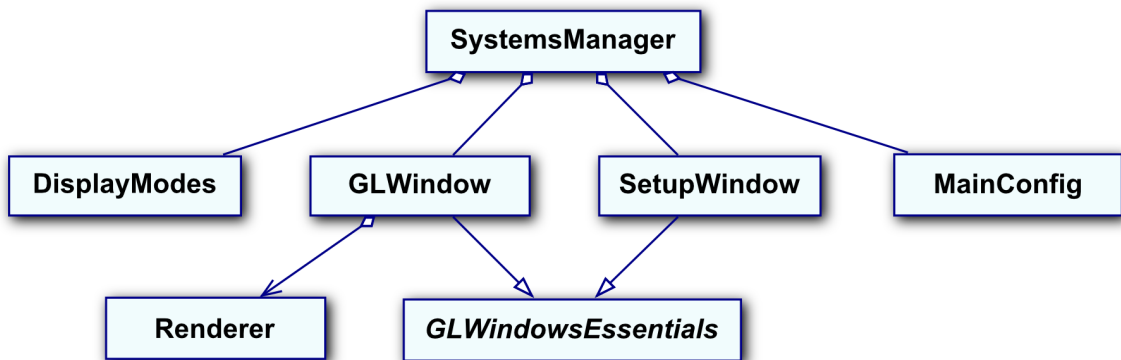 SystemsManager
DisplayModes
GLWindow
SetupWindow
MainConfig
Renderer
GLWindowsEssentials